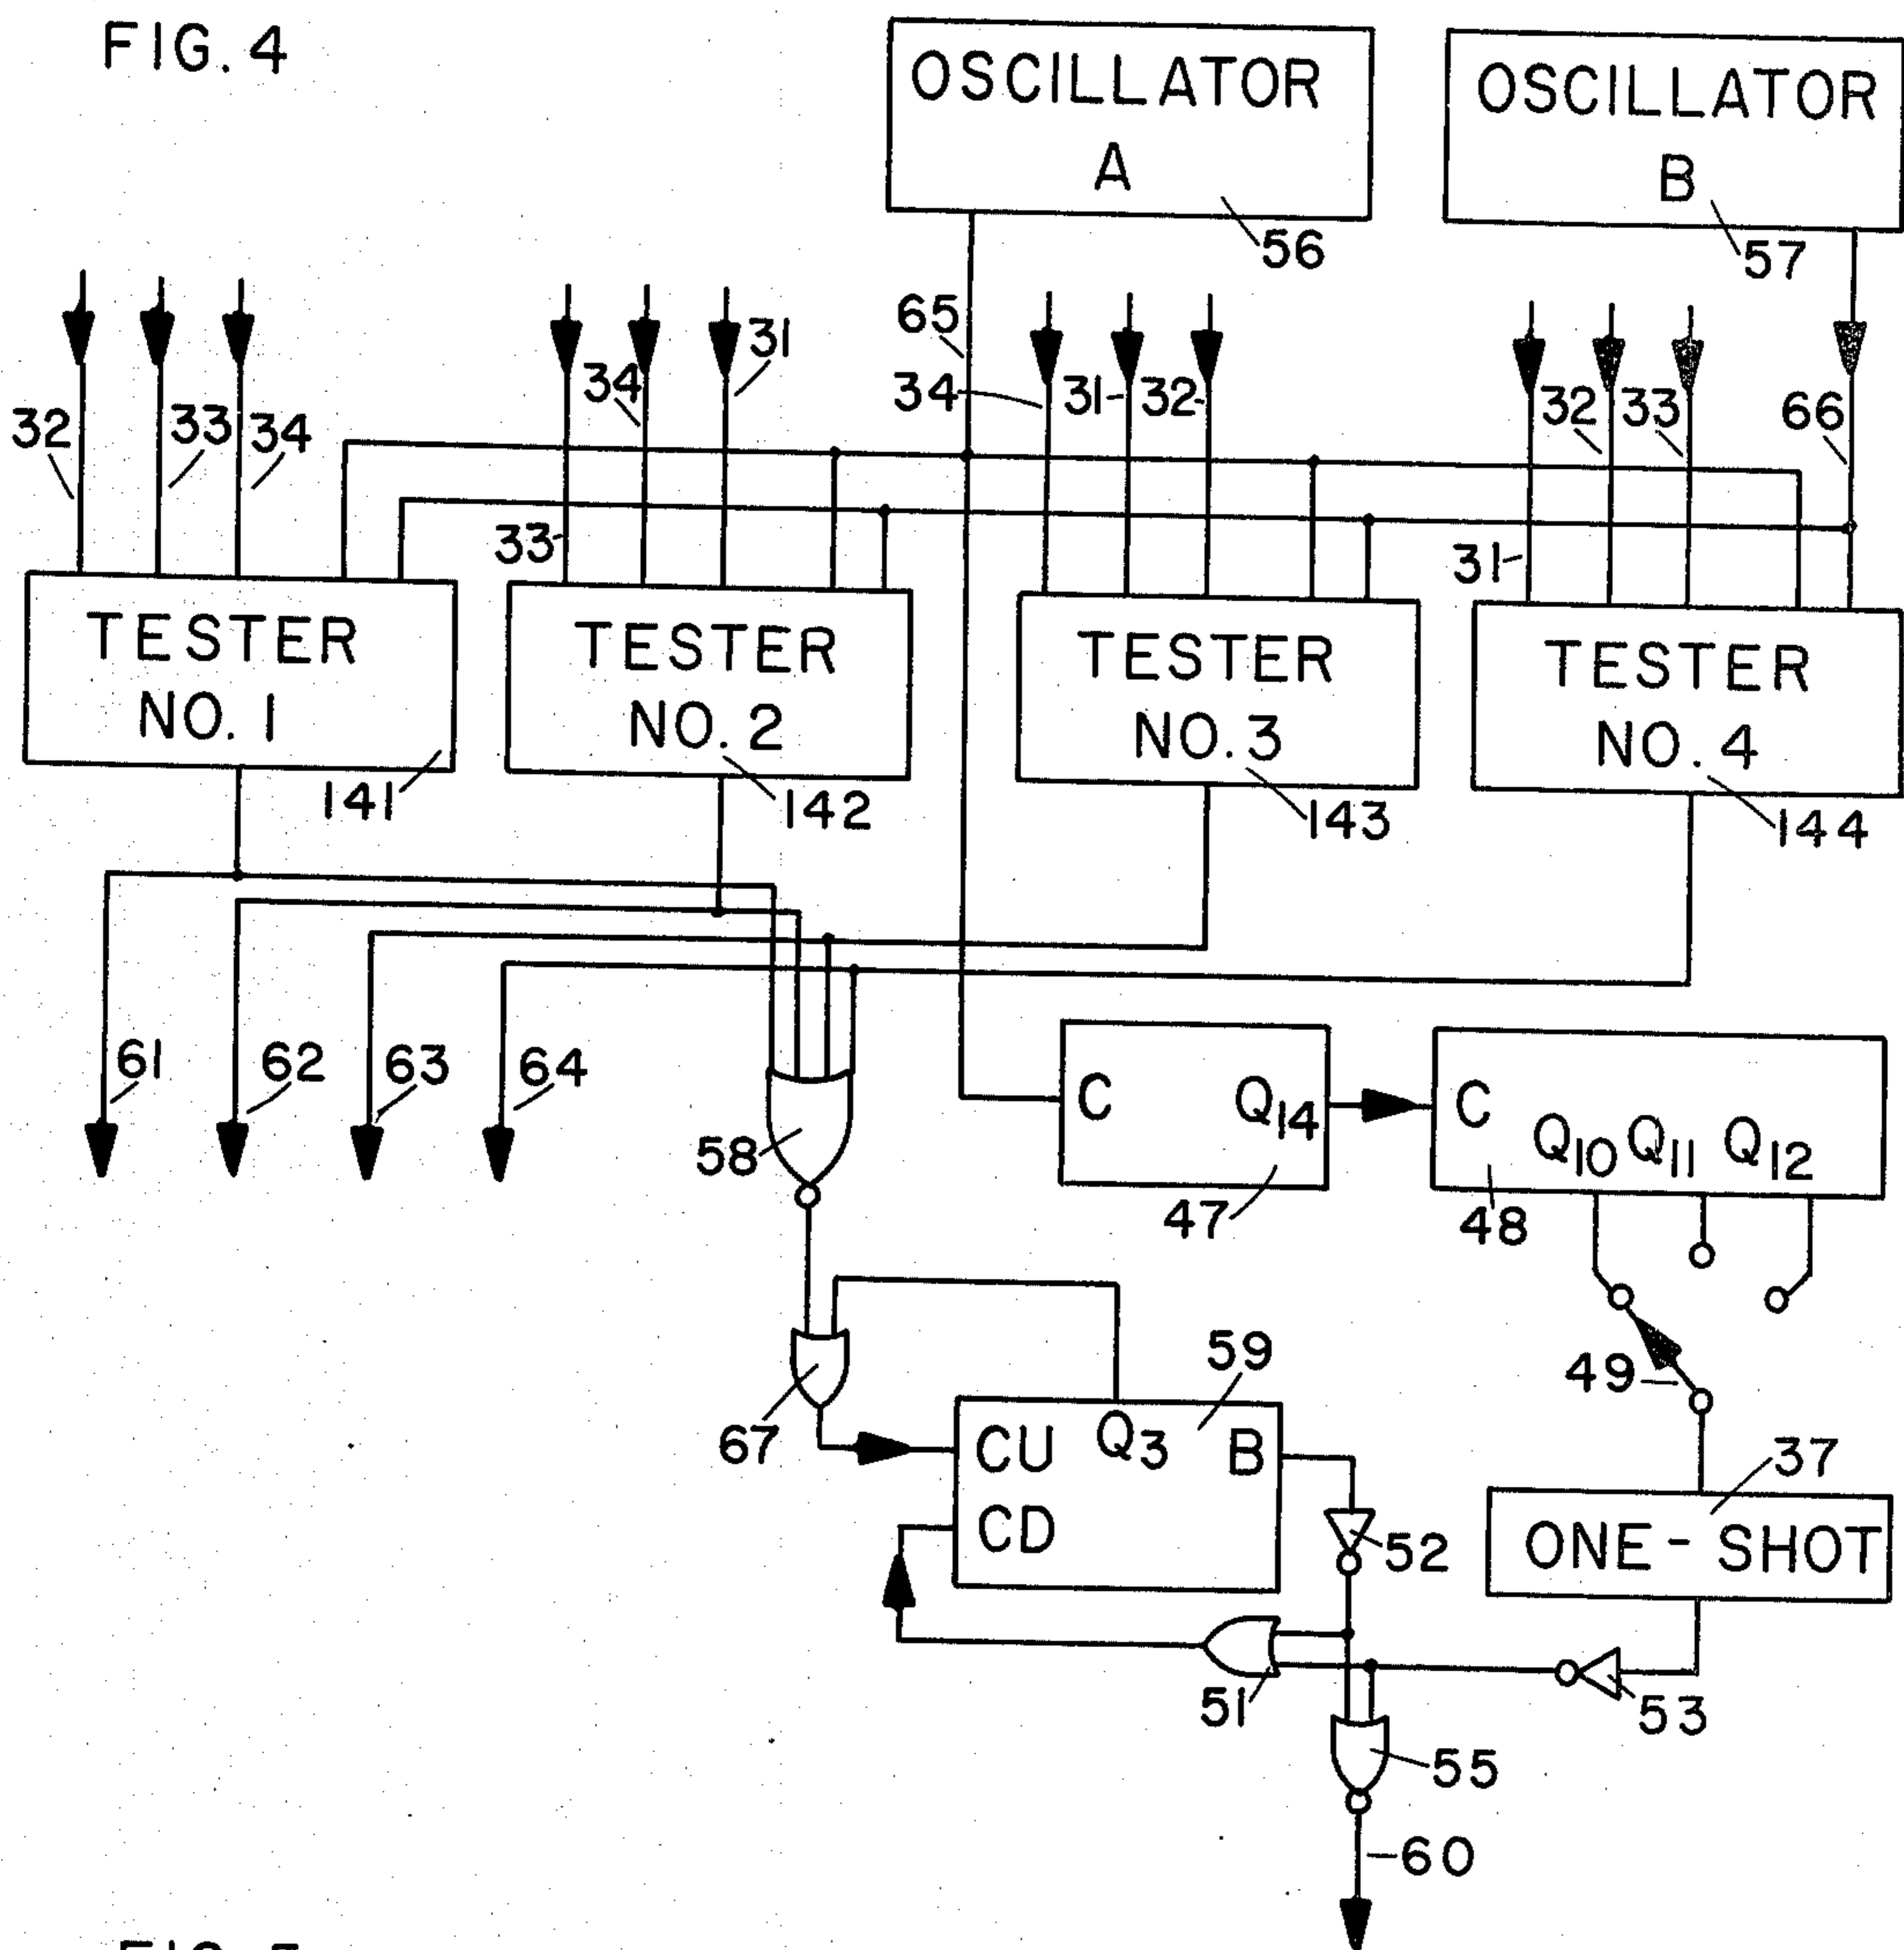 FIG. 4
OSCILLATOR
A
56
OSCILLATOR
B
57
65
66
32
33
34
33
34
31
34
31
32
31
32
33
TESTER
NO. 1
141
TESTER
NO. 2
142
TESTER
NO. 3
143
TESTER
NO. 4
144
61
62
63
64
58
C
Q14
47
C
Q10 Q11 Q12
48
49
67
59
CU
Q3
B
CD
52
37
ONE-SHOT
51
53
55
60